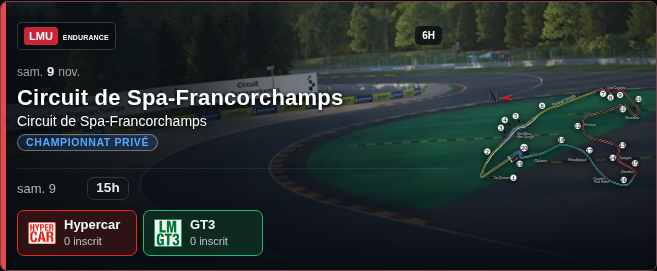 LMU ENDURANCE
6H
sam. 9 nov.
Circuit
Circuit de Spa-Francorchamps
Circuit de Spa-Francorchamps
CHAMPIONNAT PRIVÉ
N
sam. 9 15h
HYPER CAR
Hypercar
0 inscrit
LM GT3
GT3
0 inscrit